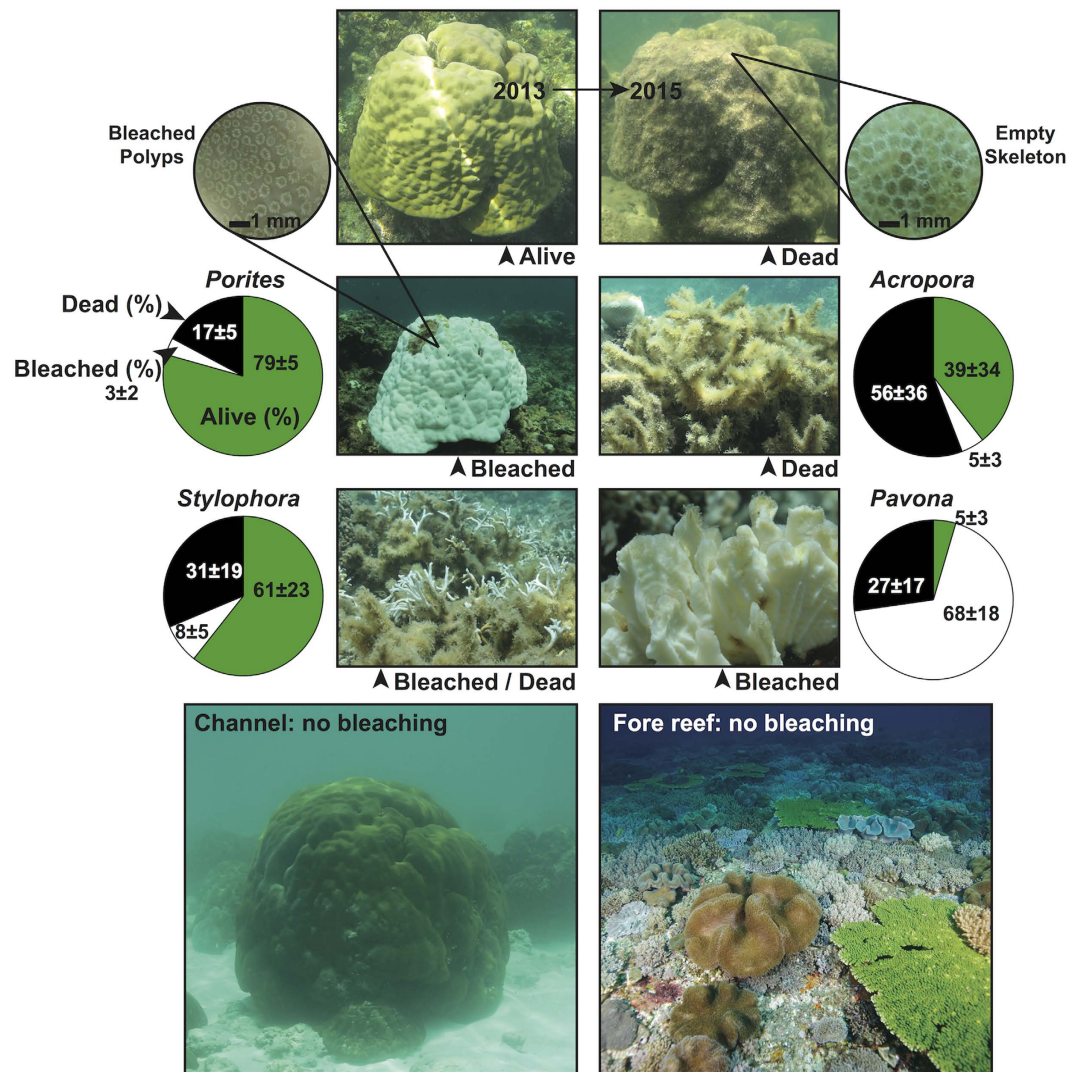 2013
2015
Bleached
Polyps
1 mm
Empty
Skeleton
1 mm
Alive
Dead
Porites
Dead (%)
17±5
79±5
Bleached (%)
3±2
Alive (%)
Bleached
Dead
Acropora
39±34
56±36
5±3
Stylophora
31±19
61±23
8±5
Bleached / Dead
Bleached
Pavona
5±3
27±17
68±18
Channel: no bleaching
Fore reef: no bleaching